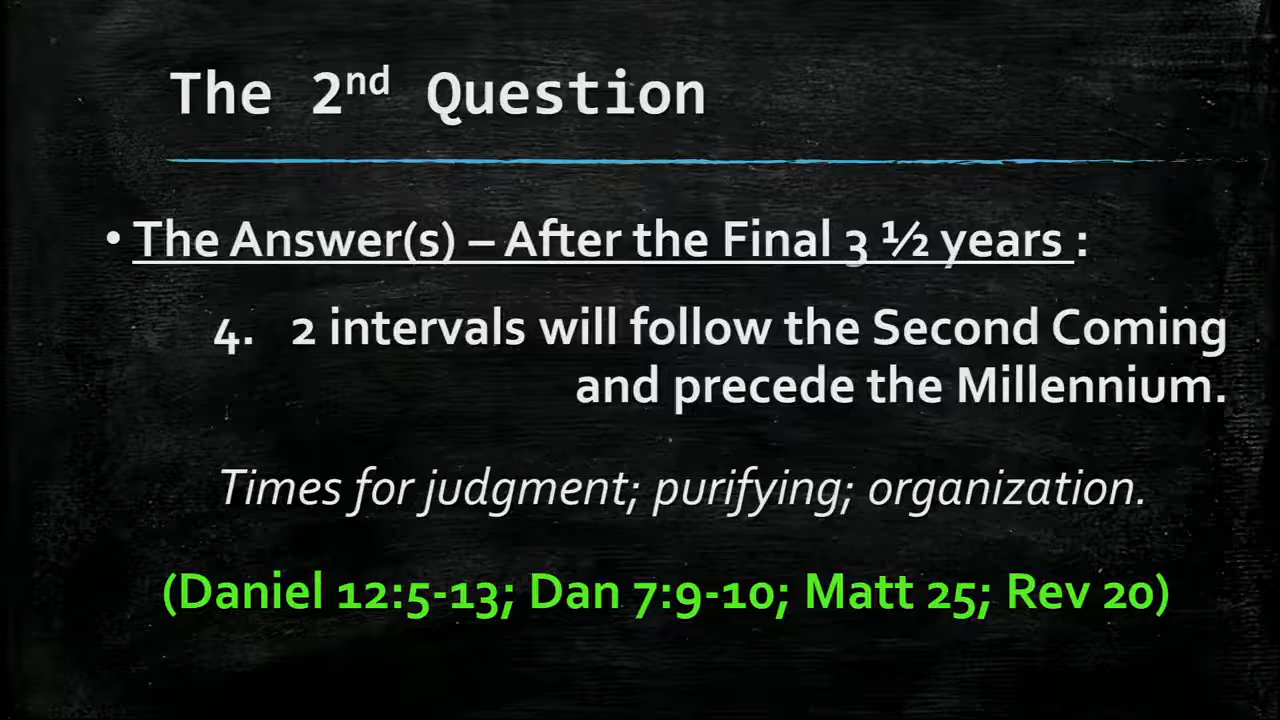 The 2nd Question
• The Answer(s) – After the Final 3 ½ years :
4. 2 intervals will follow the Second Coming
and precede the Millennium.
Times for judgment; purifying; organization.
(Daniel 12:5-13; Dan 7:9-10; Matt 25; Rev 20)